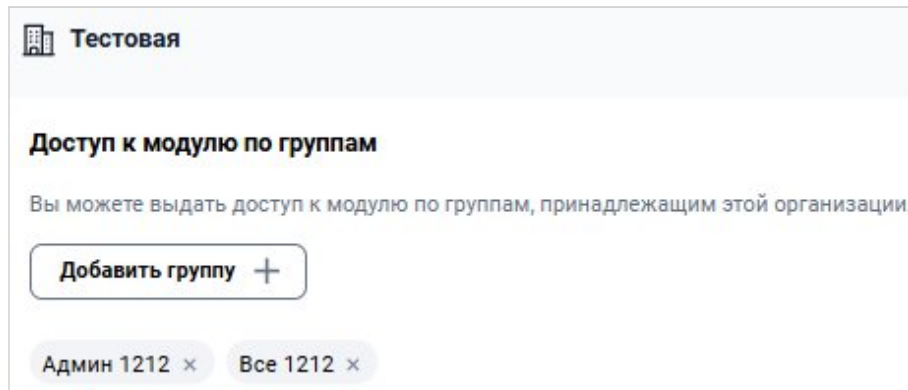 Тестовая
Доступ к модулю по группам
Вы можете выдать доступ к модулю по группам, принадлежащим этой организации
Добавить группу +
Админ 1212 × Все 1212 ×